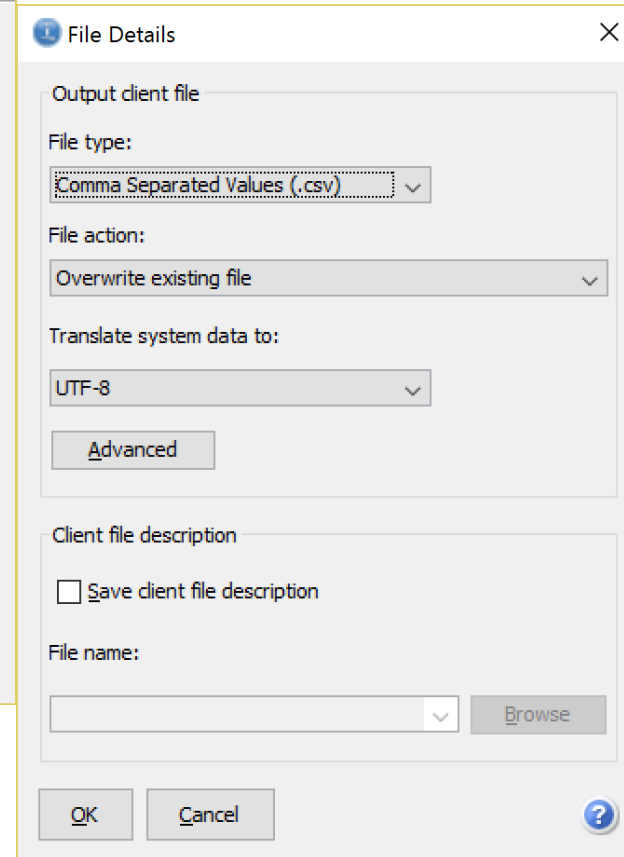 File Details
Output client file
File type:
Comma Separated Values (.csv)
File action:
Overwrite existing file
Translate system data to:
UTF-8
Advanced
Client file description
Save client file description
File name:
Browse
OK Cancel ?